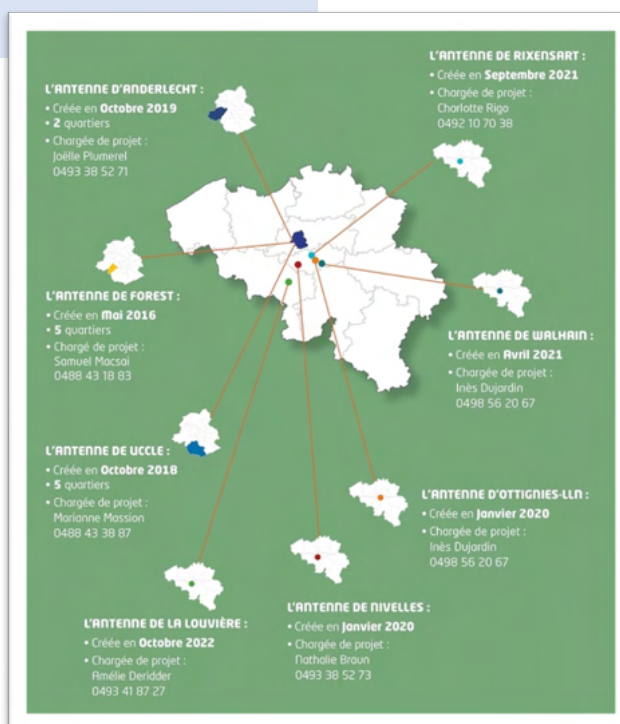 L'ANTENNE D'ANDERLECHT :
• Créée en Octobre 2019
• 2 quartiers
• Chargée de projet :
Joëlle Plumerel
0493 38 52 71
L'ANTENNE DE RIXENSART :
• Créée en Septembre 2021
• Chargée de projet :
Charlotte Rigo
0492 10 70 38
L'ANTENNE DE FOREST :
• Créée en Mai 2016
• 5 quartiers
• Chargé de projet :
Samuel Macsai
0488 43 18 83
L'ANTENNE DE WALHAIN :
• Créée en Avril 2021
• Chargée de projet :
Inès Dujardin
0498 56 20 67
L'ANTENNE DE UCCLE :
• Créée en Octobre 2018
• 5 quartiers
• Chargée de projet :
Marianne Massion
0488 43 38 87
L'ANTENNE D'OTTIGNIES-LLN :
• Créée en Janvier 2020
• Chargée de projet :
Inès Dujardin
0498 56 20 67
L'ANTENNE DE LA LOUVIÈRE :
• Créée en Octobre 2022
• Chargée de projet :
Amélie Deridder
0493 41 87 27
L'ANTENNE DE NIVELLES :
• Créée en Janvier 2020
• Chargée de projet :
Nathalie Braun
0493 38 52 73